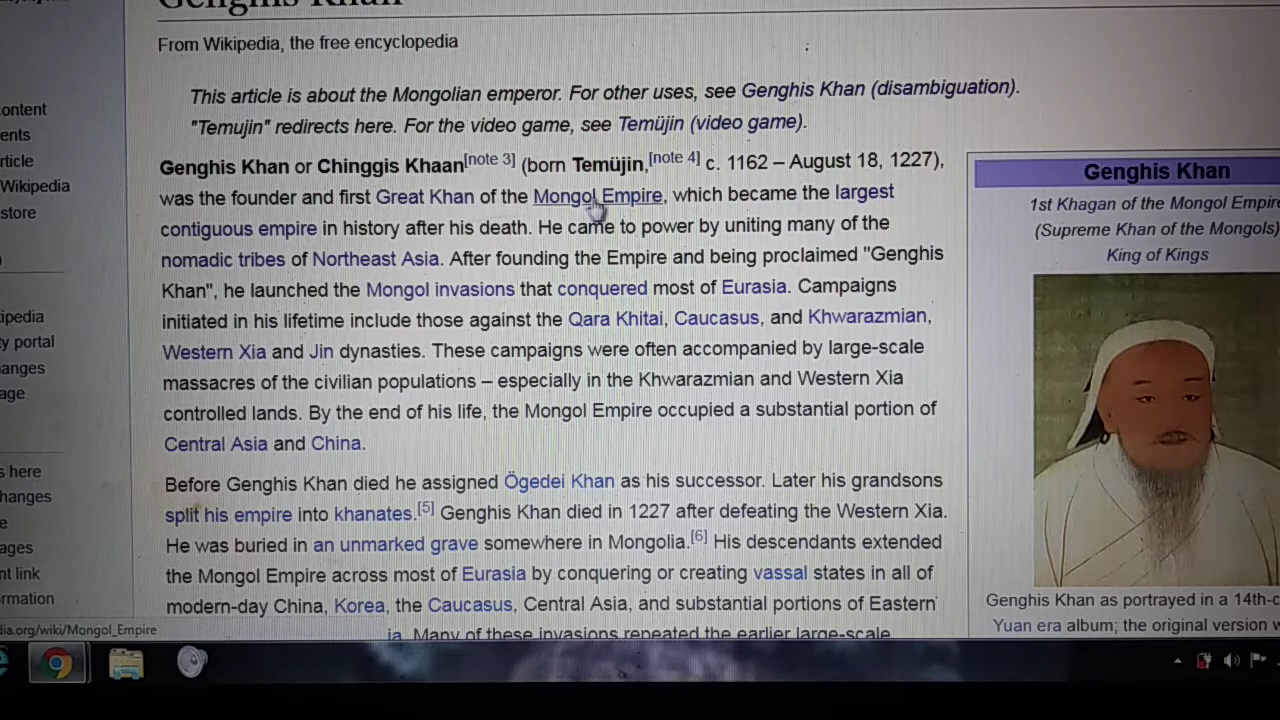 Genghis Khan
From Wikipedia, the free encyclopedia
This article is about the Mongolian emperor. For other uses, see Genghis Khan (disambiguation).
"Temujin" redirects here. For the video game, see Temüjin (video game).
Genghis Khan or Chinggis Khaan[note 3] (born Temüjin,[note 4] c. 1162 – August 18, 1227),
was the founder and first Great Khan of the Mongol Empire, which became the largest
contiguous empire in history after his death. He came to power by uniting many of the
nomadic tribes of Northeast Asia. After founding the Empire and being proclaimed "Genghis
Khan", he launched the Mongol invasions that conquered most of Eurasia. Campaigns
initiated in his lifetime include those against the Qara Khitai, Caucasus, and Khwarazmian,
Western Xia and Jin dynasties. These campaigns were often accompanied by large-scale
massacres of the civilian populations – especially in the Khwarazmian and Western Xia
controlled lands. By the end of his life, the Mongol Empire occupied a substantial portion of
Central Asia and China.
Before Genghis Khan died he assigned Ögedei Khan as his successor. Later his grandsons
split his empire into khanates.[5] Genghis Khan died in 1227 after defeating the Western Xia.
He was buried in an unmarked grave somewhere in Mongolia.[6] His descendants extended
the Mongol Empire across most of Eurasia by conquering or creating vassal states in all of
modern-day China, Korea, the Caucasus, Central Asia, and substantial portions of Eastern
ia. Many of these invasions repeated the earlier large-scale
Genghis Khan
1st Khagan of the Mongol Empire
(Supreme Khan of the Mongols)
King of Kings
Genghis Khan as portrayed in a 14th-c
Yuan era album; the original version w
ontent
ents
rticle
Wikipedia
store
ipedia
y portal
anges
age
s here
hanges
e
ages
nt link
rmation
dia.org/wiki/Mongol_Empire